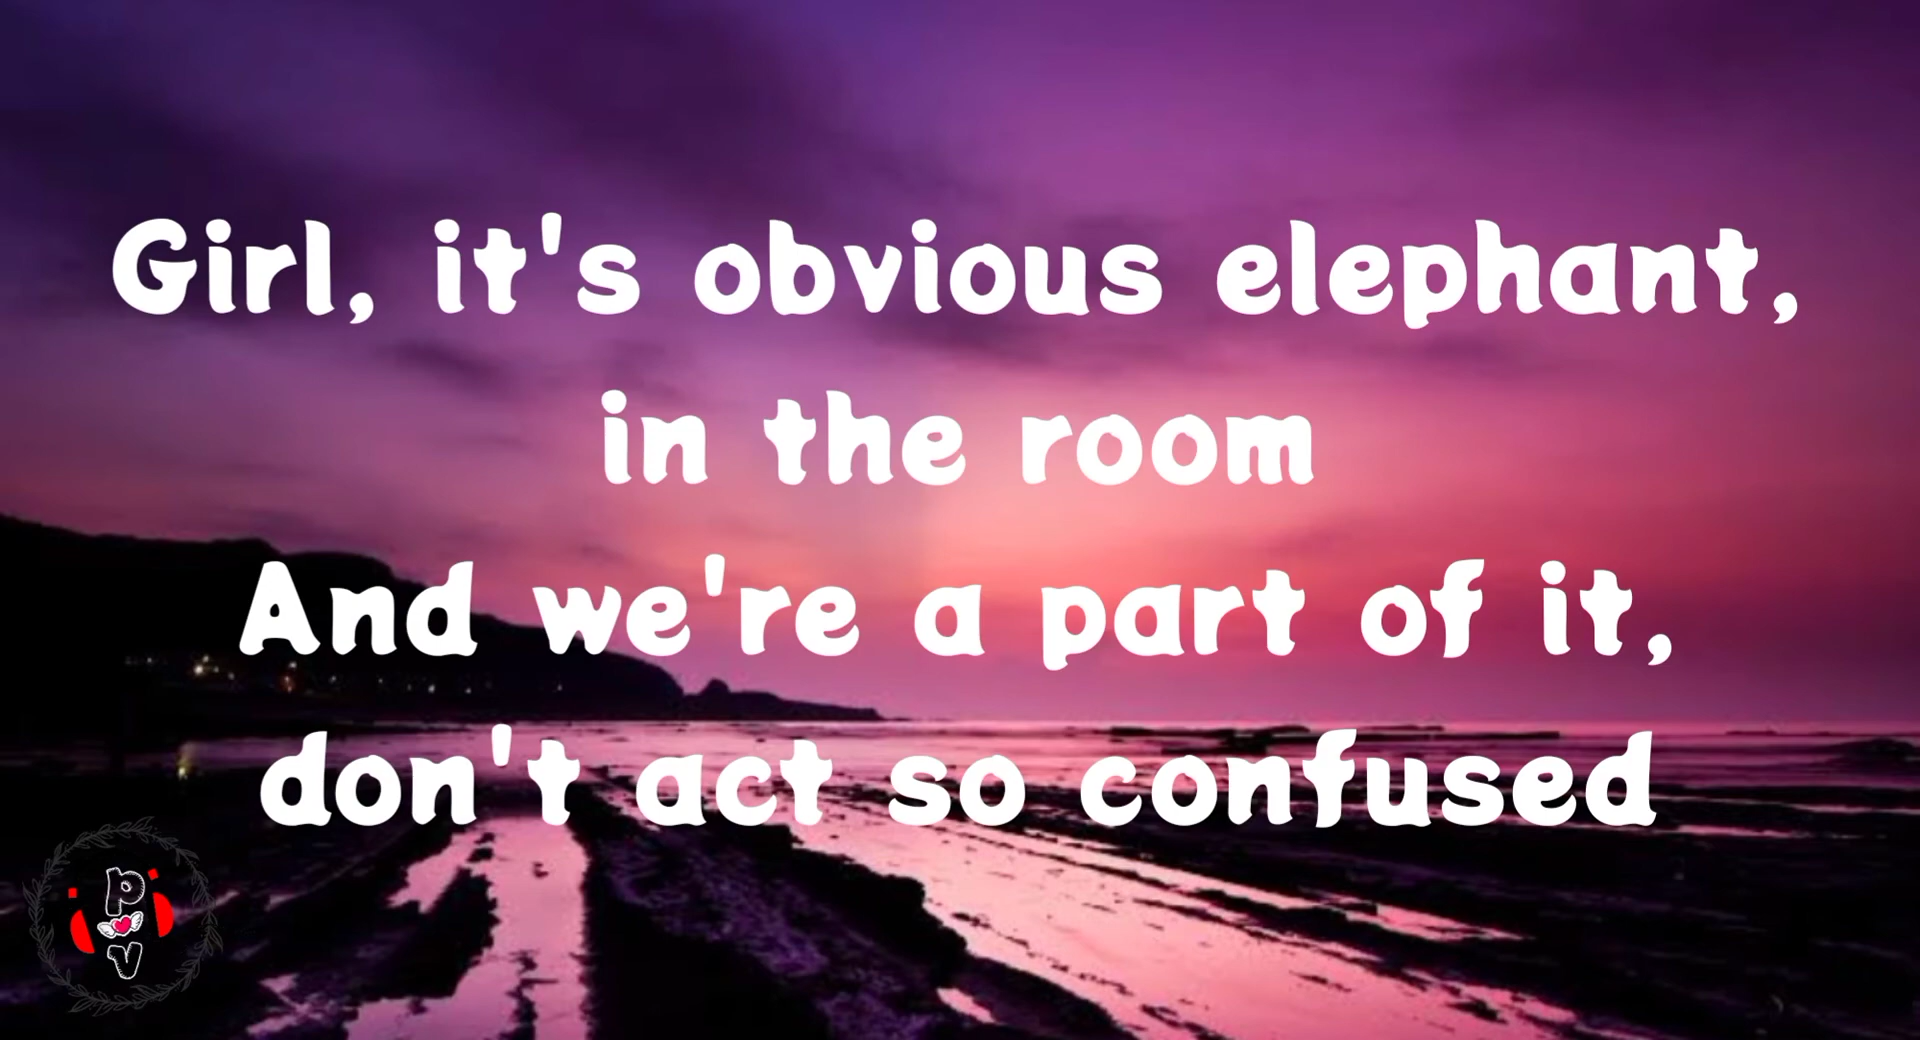 Girl, it's obvious elephant,
in the room
And we're a part of it,
don't act so confused
p
v